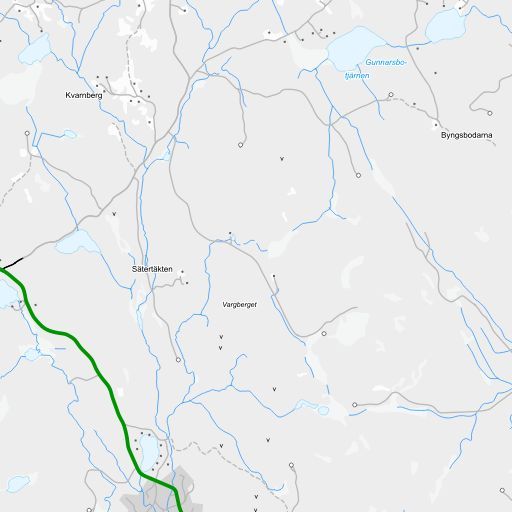 Gunnarsbo-
tjärnen
Kvarnberg
Byngsbodarna
Sätertäkten
Vargberget